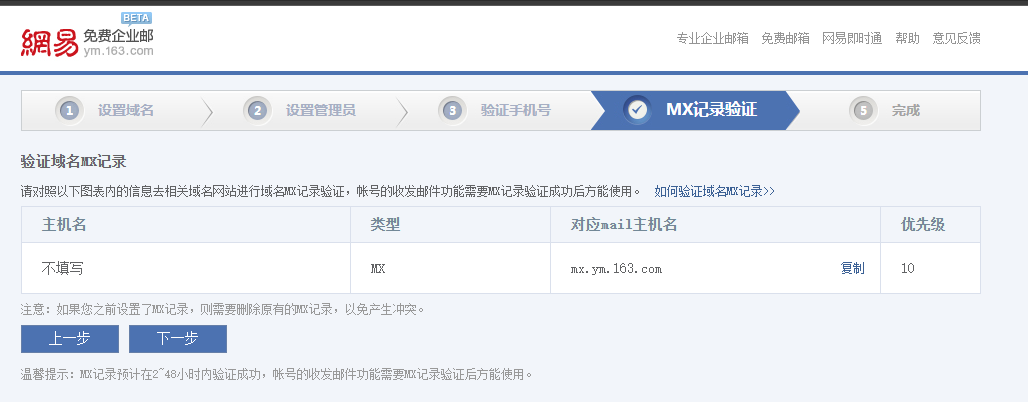 BETA
網易 免费企业邮
ym.163.com
专业企业邮箱 免费邮箱 网易即时通 帮助 意见反馈
1 设置域名 2 设置管理员 3 验证手机号 MX记录验证 5 完成
验证域名MX记录
请对照以下图表内的信息去相关域名网站进行域名MX记录验证，帐号的收发邮件功能需要MX记录验证成功后方能使用。 如何验证域名MX记录>>
主机名 类型 对应mail主机名 优先级
不填写 MX mx.ym.163.com 复制 10
注意：如果您之前设置了MX记录，则需要删除原有的MX记录，以免产生冲突。
上一步 下一步
温馨提示：MX记录预计在2~48小时内验证成功，帐号的收发邮件功能需要MX记录验证后方能使用。